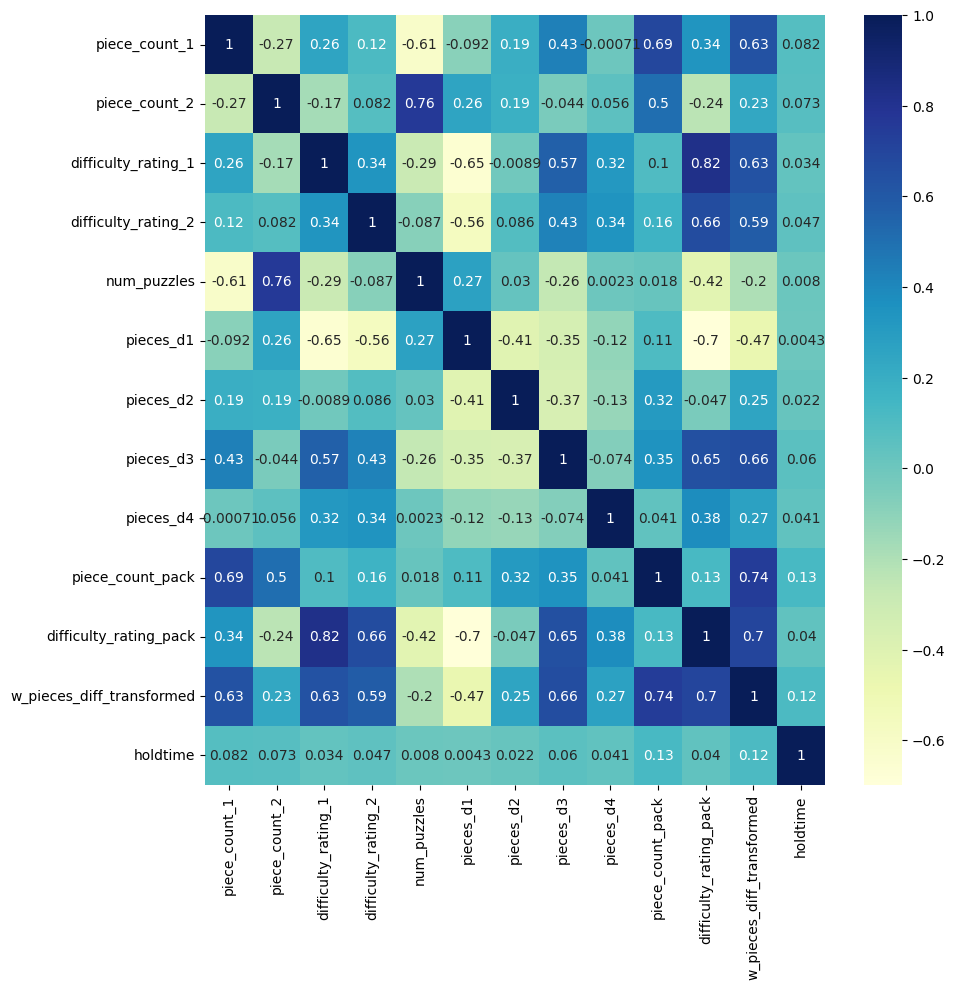 piece_count_1 1 -0.27 0.26 0.12 -0.61 -0.092 0.19 0.43 -0.00071 0.69 0.34 0.63 0.082
piece_count_2 -0.27 1 -0.17 0.082 0.76 0.26 0.19 -0.044 0.056 0.5 -0.24 0.23 0.073
difficulty_rating_1 0.26 -0.17 1 0.34 -0.29 -0.65 -0.0089 0.57 0.32 0.1 0.82 0.63 0.034
difficulty_rating_2 0.12 0.082 0.34 1 -0.087 -0.56 0.086 0.43 0.34 0.16 0.66 0.59 0.047
num_puzzles -0.61 0.76 -0.29 -0.087 1 0.27 0.03 -0.26 0.0023 0.018 -0.42 -0.2 0.008
pieces_d1 -0.092 0.26 -0.65 -0.56 0.27 1 -0.41 -0.35 -0.12 0.11 -0.7 -0.47 0.0043
pieces_d2 0.19 0.19 -0.0089 0.086 0.03 -0.41 1 -0.37 -0.13 0.32 -0.047 0.25 0.022
pieces_d3 0.43 -0.044 0.57 0.43 -0.26 -0.35 -0.37 1 -0.074 0.35 0.65 0.66 0.06
pieces_d4 -0.00071 0.056 0.32 0.34 0.0023 -0.12 -0.13 -0.074 1 0.041 0.38 0.27 0.041
piece_count_pack 0.69 0.5 0.1 0.16 0.018 0.11 0.32 0.35 0.041 1 0.13 0.74 0.13
difficulty_rating_pack 0.34 -0.24 0.82 0.66 -0.42 -0.7 -0.047 0.65 0.38 0.13 1 0.7 0.04
w_pieces_diff_transformed 0.63 0.23 0.63 0.59 -0.2 -0.47 0.25 0.66 0.27 0.74 0.7 1 0.12
holdtime 0.082 0.073 0.034 0.047 0.008 0.0043 0.022 0.06 0.041 0.13 0.04 0.12 1
piece_count_1
piece_count_2
difficulty_rating_1
difficulty_rating_2
num_puzzles
pieces_d1
pieces_d2
pieces_d3
pieces_d4
piece_count_pack
difficulty_rating_pack
w_pieces_diff_transformed
holdtime
1.0
0.8
0.6
0.4
0.2
0.0
−0.2
−0.4
−0.6